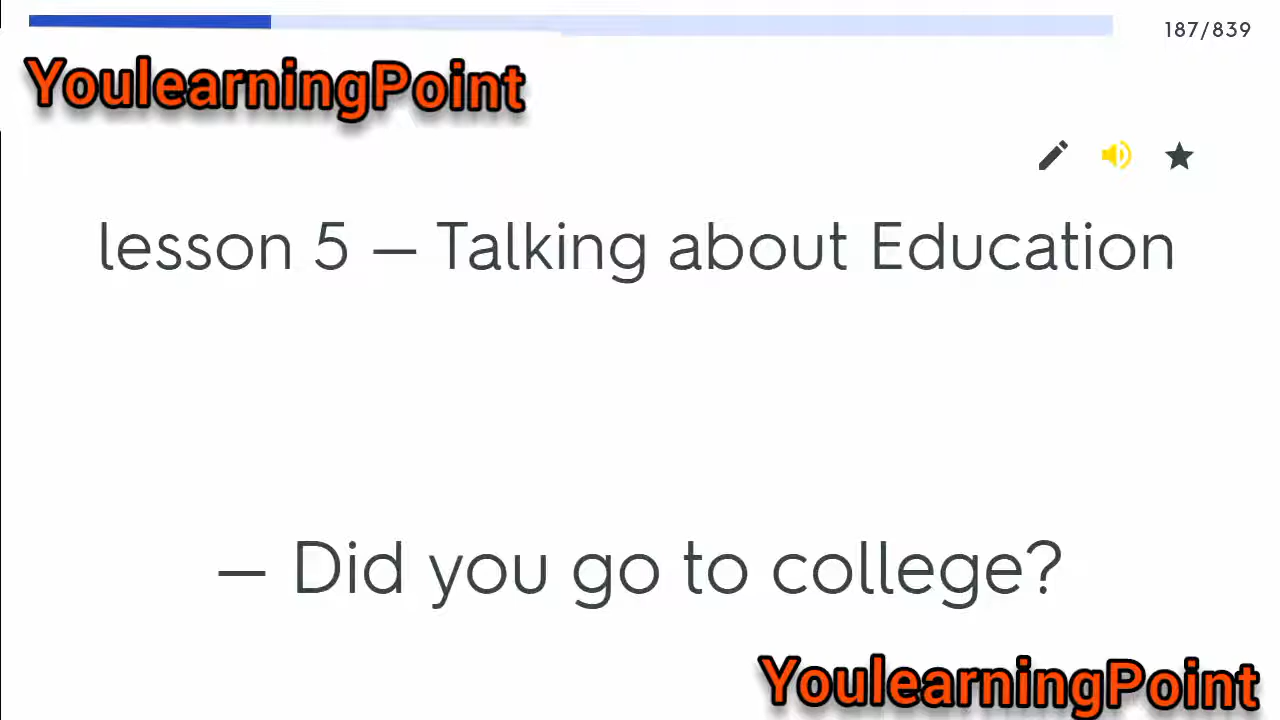 187/839
YoulearningPoint
lesson 5 – Talking about Education
– Did you go to college?
YoulearningPoint